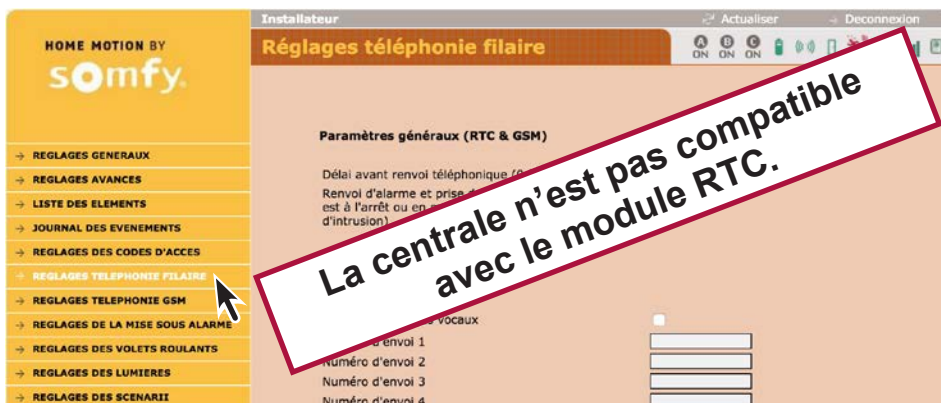 Installateur
Actualiser
Deconnexion
HOME MOTION BY
somfy.
Réglages téléphonie filaire
A B G
ON ON ON
Paramètres généraux (RTC & GSM)
→ REGLAGES GENERAUX
→ REGLAGES AVANCES
→ LISTE DES ELEMENTS
→ JOURNAL DES EVENEMENTS
→ REGLAGES DES CODES D'ACCES
→ REGLAGES TELEPHONIE FILAIRE
→ REGLAGES TELEPHONIE GSM
→ REGLAGES DE LA MISE SOUS ALARME
→ REGLAGES DES VOLETS ROULANTS
→ REGLAGES DES LUMIERES
→ REGLAGES DES SCENARII
Délai avant renvoi téléphonique
Renvoi d'alarme et prise
est à l'arrêt ou en
d'intrusion)
La centrale n'est pas compatible
avec le module RTC.
vocaux
d'envoi 1
Numéro d'envoi 2
Numéro d'envoi 3
Numéro d'envoi 4